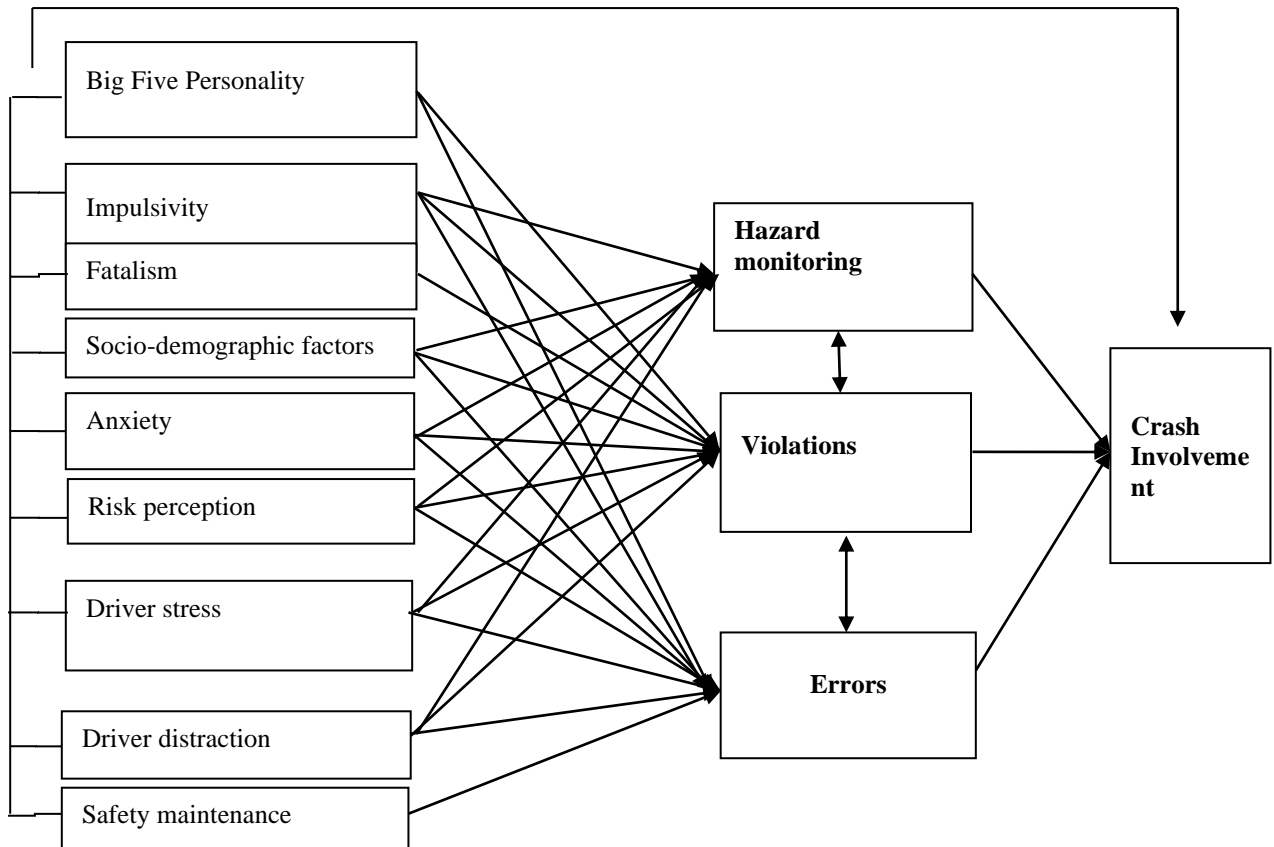 Big Five Personality
Impulsivity
Fatalism
Socio-demographic factors
Anxiety
Risk perception
Driver stress
Driver distraction
Safety maintenance
Hazard
monitoring
Violations
Errors
Crash
Involveme
nt